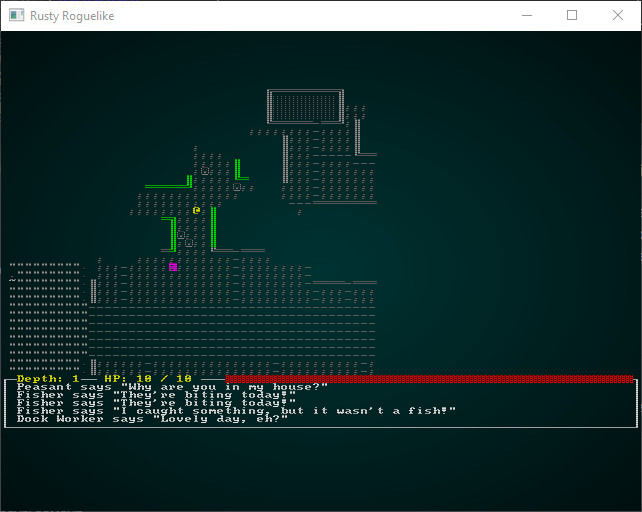 Rusty Roguelike
Depth: 1 HP: 10 / 10
Peasant says "Why are you in my house?"
Fisher says "They're biting today!"
Fisher says "They're biting today!"
Fisher says "I caught something, but it wasn't a fish!"
Dock Worker says "Lovely day, eh?"